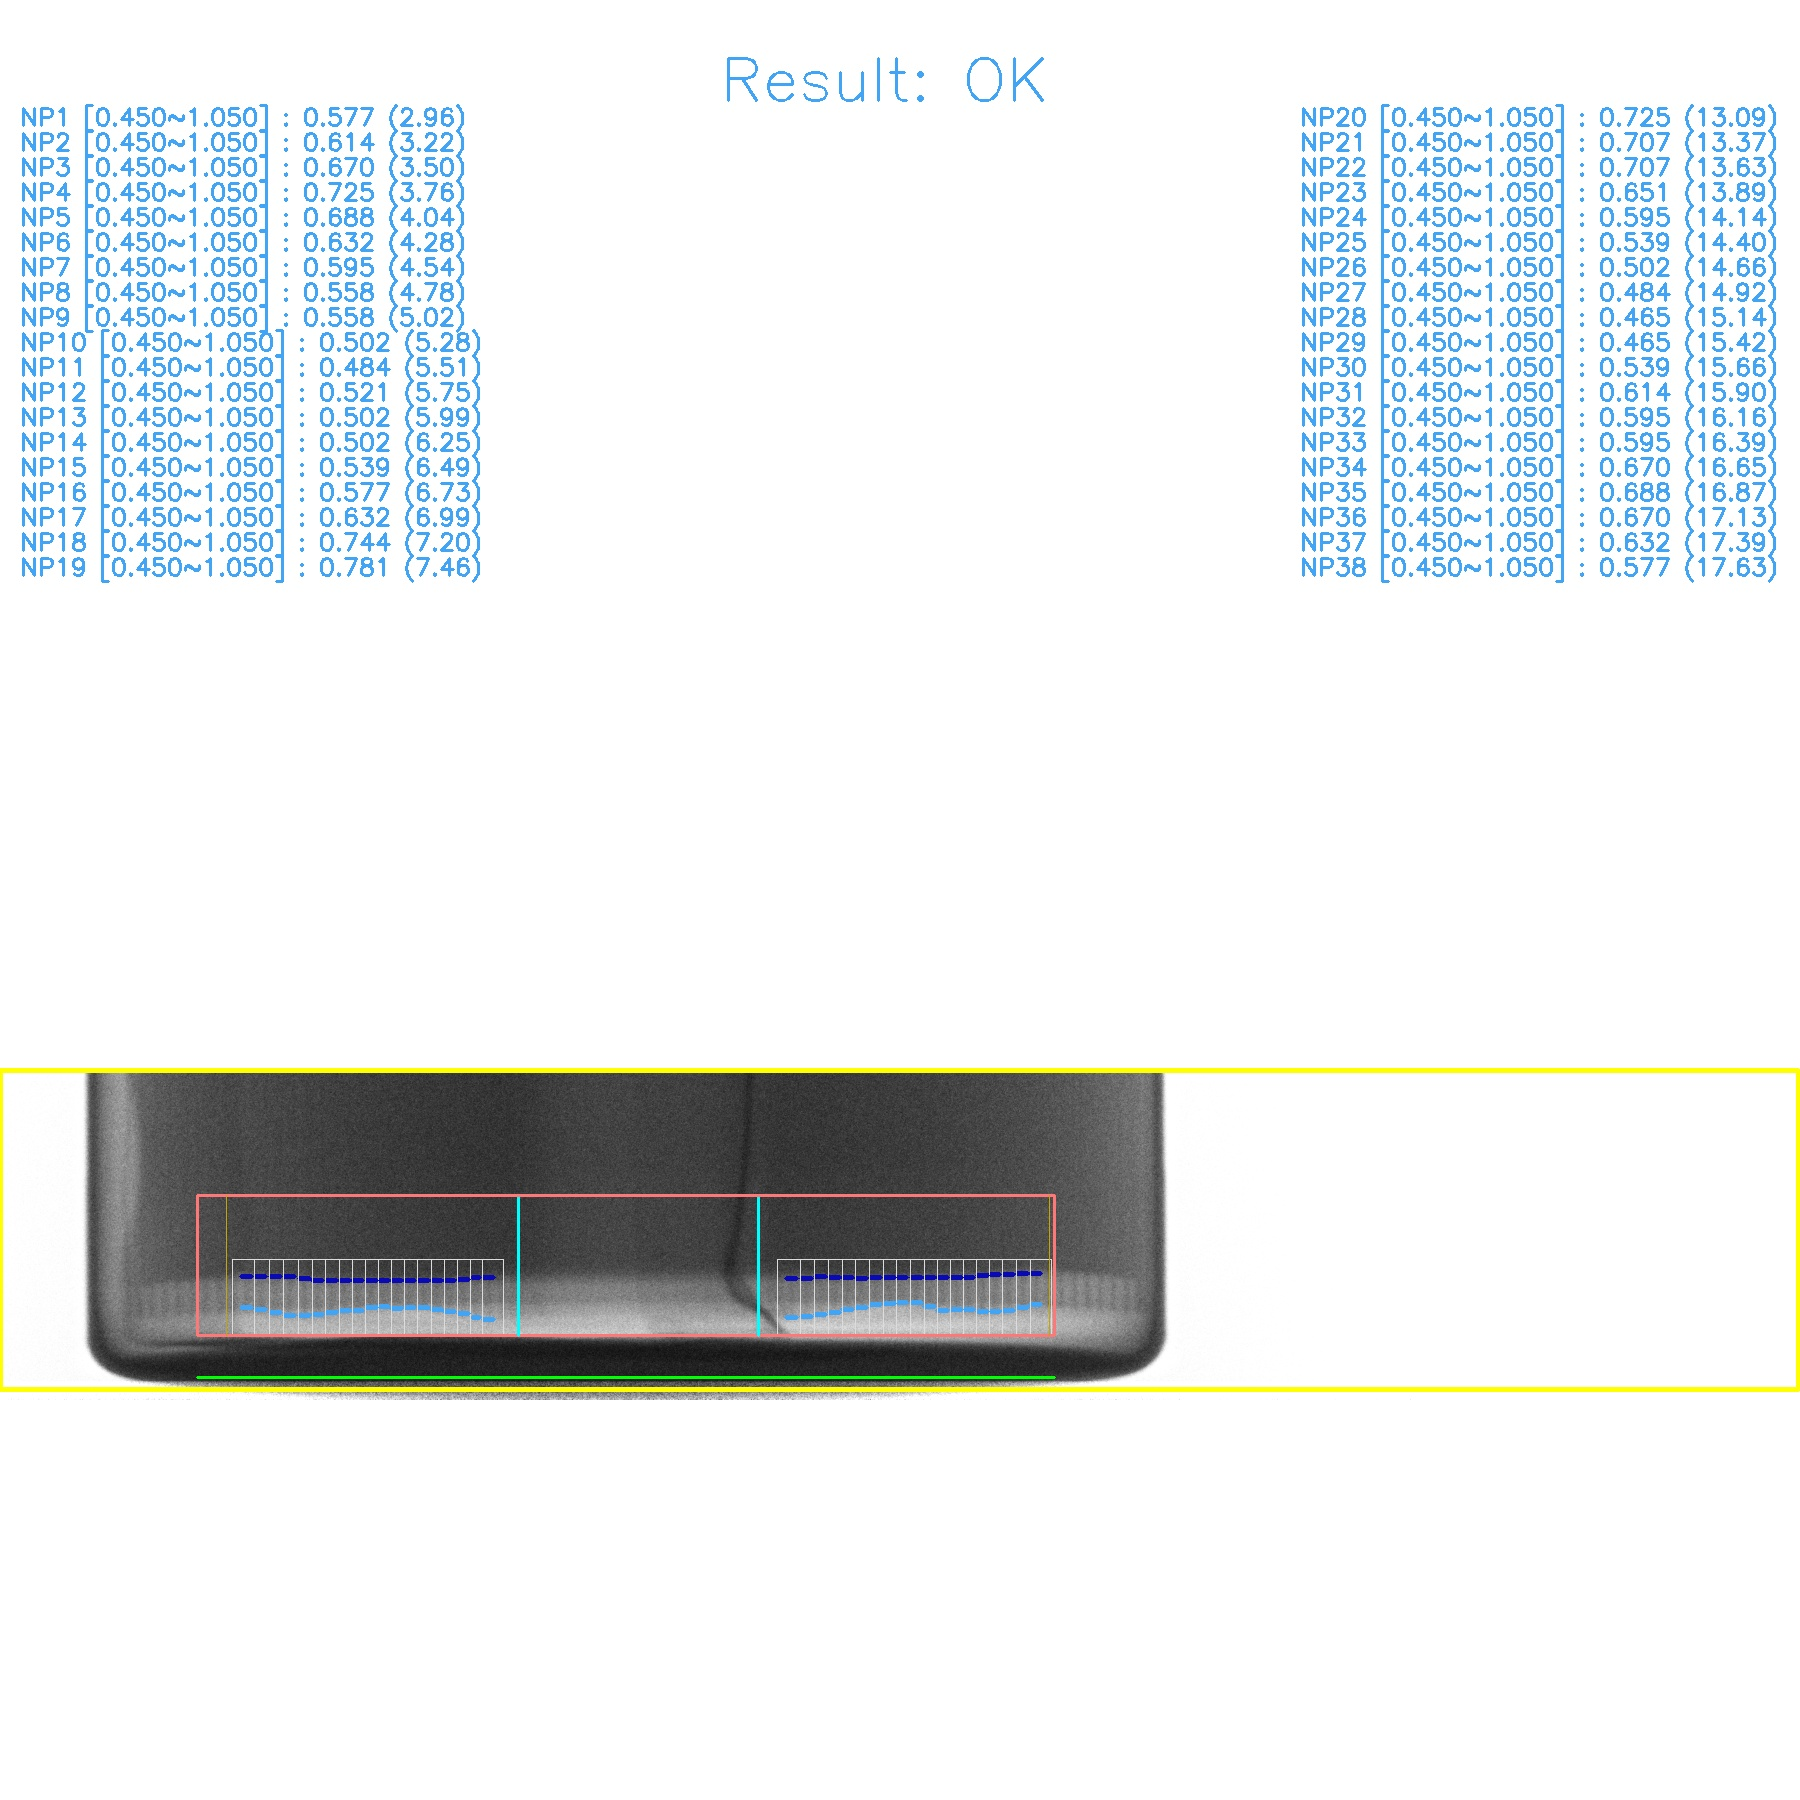 Result: OK
NP1 [0.450~1.050] : 0.577 (2.96)
NP2 [0.450~1.050] : 0.614 (3.22)
NP3 [0.450~1.050] : 0.670 (3.50)
NP4 [0.450~1.050] : 0.725 (3.76)
NP5 [0.450~1.050] : 0.688 (4.04)
NP6 [0.450~1.050] : 0.632 (4.28)
NP7 [0.450~1.050] : 0.595 (4.54)
NP8 [0.450~1.050] : 0.558 (4.78)
NP9 [0.450~1.050] : 0.558 (5.02)
NP10 [0.450~1.050] : 0.502 (5.28)
NP11 [0.450~1.050] : 0.484 (5.51)
NP12 [0.450~1.050] : 0.521 (5.75)
NP13 [0.450~1.050] : 0.502 (5.99)
NP14 [0.450~1.050] : 0.502 (6.25)
NP15 [0.450~1.050] : 0.539 (6.49)
NP16 [0.450~1.050] : 0.577 (6.73)
NP17 [0.450~1.050] : 0.632 (6.99)
NP18 [0.450~1.050] : 0.744 (7.20)
NP19 [0.450~1.050] : 0.781 (7.46)
NP20 [0.450~1.050] : 0.725 (13.09)
NP21 [0.450~1.050] : 0.707 (13.37)
NP22 [0.450~1.050] : 0.707 (13.63)
NP23 [0.450~1.050] : 0.651 (13.89)
NP24 [0.450~1.050] : 0.595 (14.14)
NP25 [0.450~1.050] : 0.539 (14.40)
NP26 [0.450~1.050] : 0.502 (14.66)
NP27 [0.450~1.050] : 0.484 (14.92)
NP28 [0.450~1.050] : 0.465 (15.14)
NP29 [0.450~1.050] : 0.465 (15.42)
NP30 [0.450~1.050] : 0.539 (15.66)
NP31 [0.450~1.050] : 0.614 (15.90)
NP32 [0.450~1.050] : 0.595 (16.16)
NP33 [0.450~1.050] : 0.595 (16.39)
NP34 [0.450~1.050] : 0.670 (16.65)
NP35 [0.450~1.050] : 0.688 (16.87)
NP36 [0.450~1.050] : 0.670 (17.13)
NP37 [0.450~1.050] : 0.632 (17.39)
NP38 [0.450~1.050] : 0.577 (17.63)